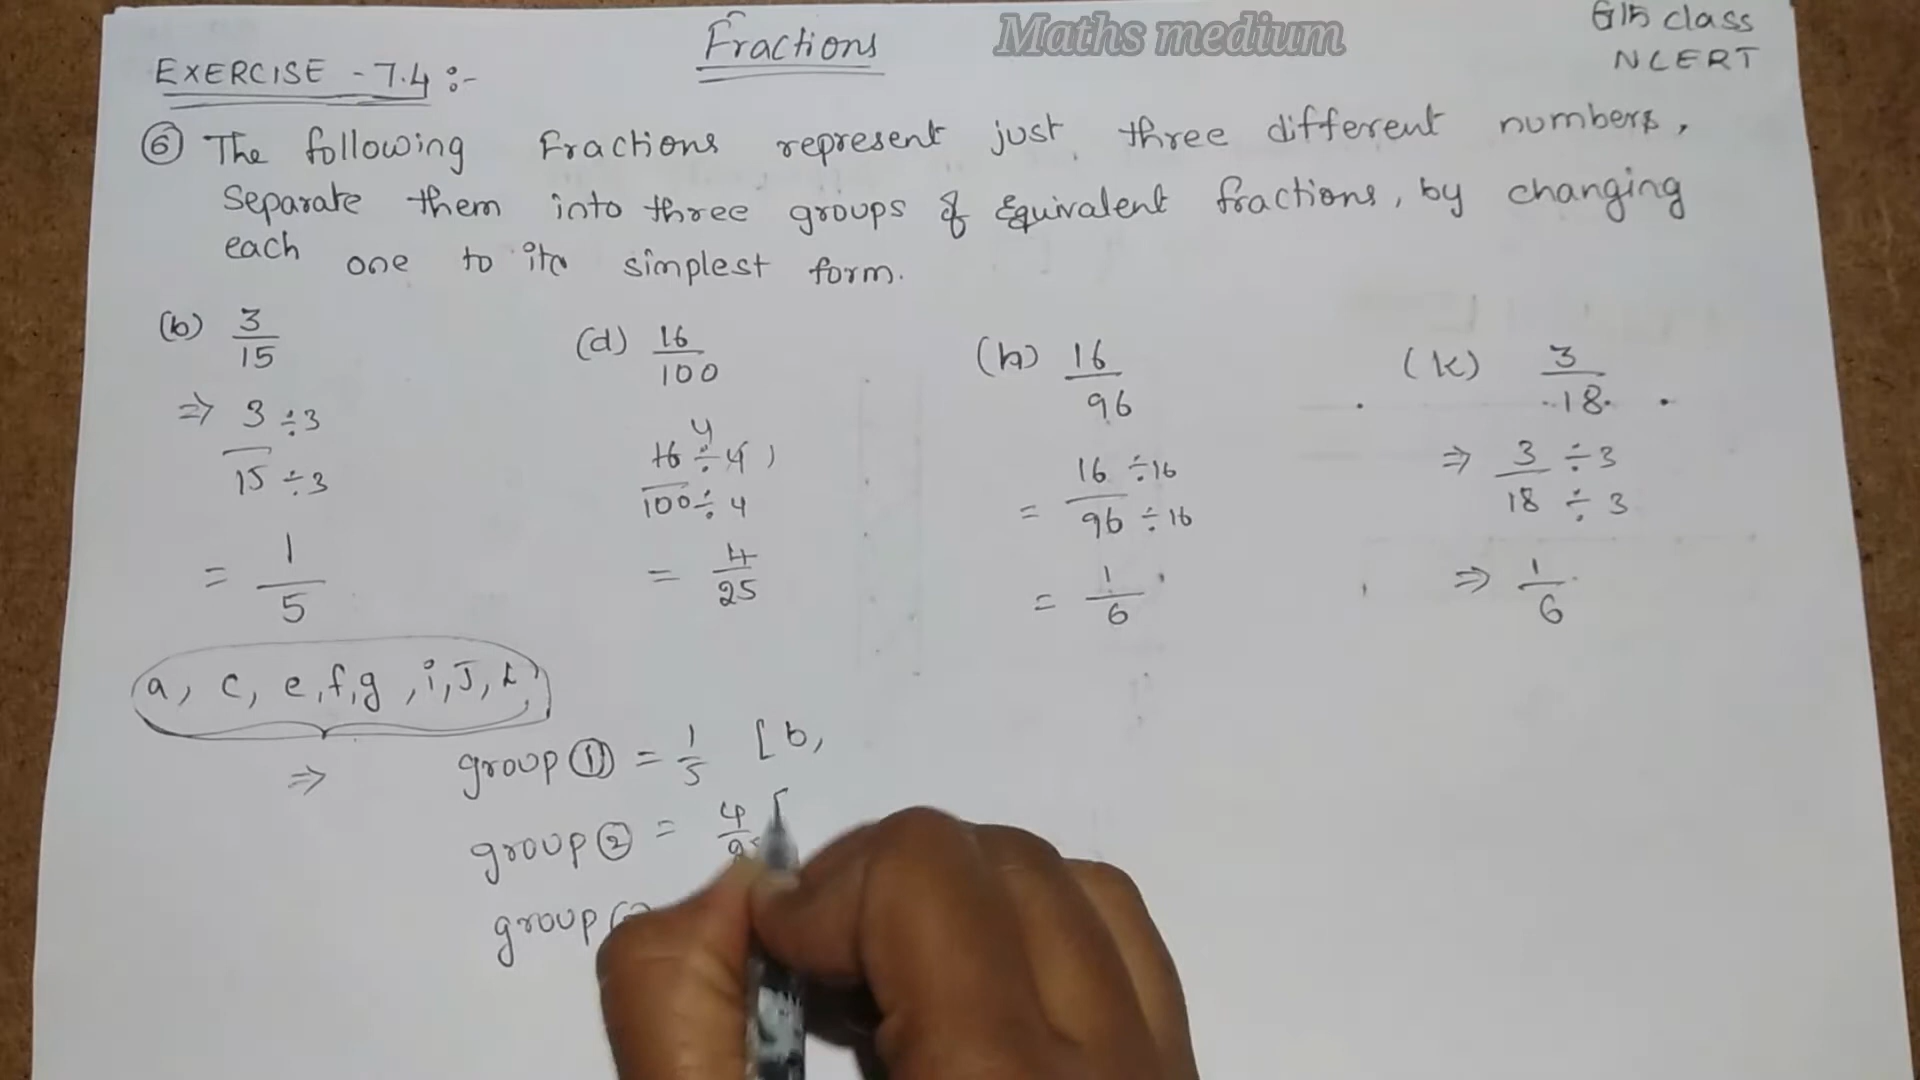 Fractions
Maths medium
6th class
NCERT
EXERCISE - 7.4 :-
⑥ The following Fractions represent just three different numbers,
Separate them into three groups of Equivalent fractions, by changing
each one to its simplest form.
(b) 3/15
⇒ 3÷3/15÷3
= 1/5
(d) 16/100
16÷4/100÷4
= 4/25
(h) 16/96
= 16÷16/96÷16
= 1/6
(k) 3/18
⇒ 3÷3/18÷3
⇒ 1/6
a, c, e, f, g, i, J, L
⇒ group ① = 1/5 [b,
group ② = 4/25 [
group